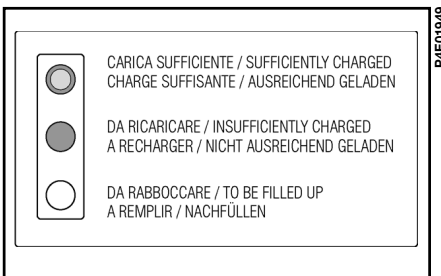 CARICA SUFFICIENTE / SUFFICIENTLY CHARGED
CHARGE SUFFISANTE / AUSREICHEND GELADEN
DA RICARICARE / INSUFFICIENTLY CHARGED
A RECHARGER / NICHT AUSREICHEND GELADEN
DA RABBOCCARE / TO BE FILLED UP
A REMPLIR / NACHFÜLLEN
P4E01949